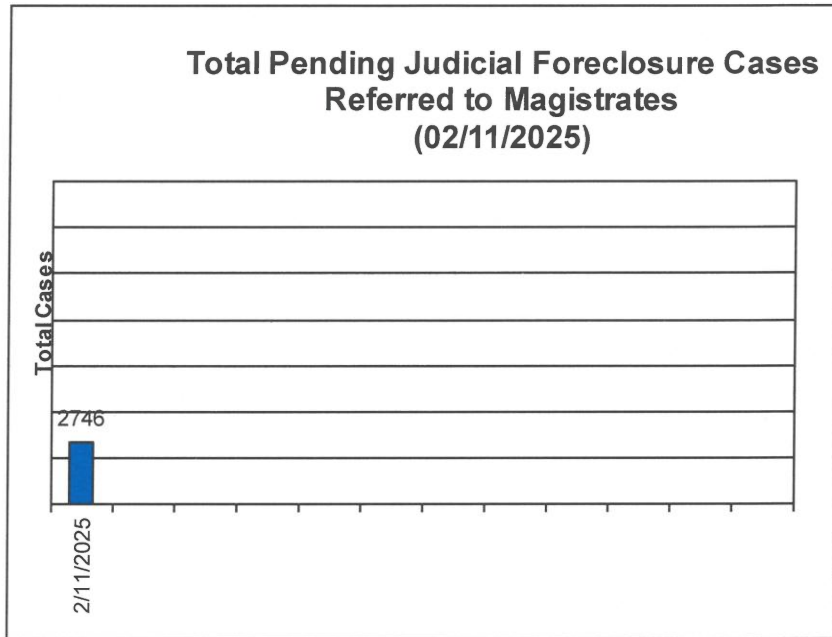 Total Pending Judicial Foreclosure Cases
Referred to Magistrates
(02/11/2025)
Total Cases
2746
2/11/2025